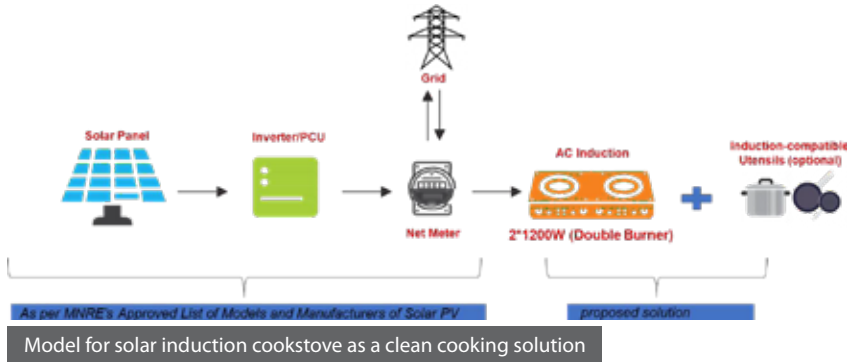 Grid
Solar Panel
Inverter/PCU
Net Meter
AC Induction
2*1200W (Double Burner)
Induction-compatible
Utensils (optional)
As per MNRE's Approved List of Models and Manufacturers of Solar PV
proposed solution
Model for solar induction cookstove as a clean cooking solution